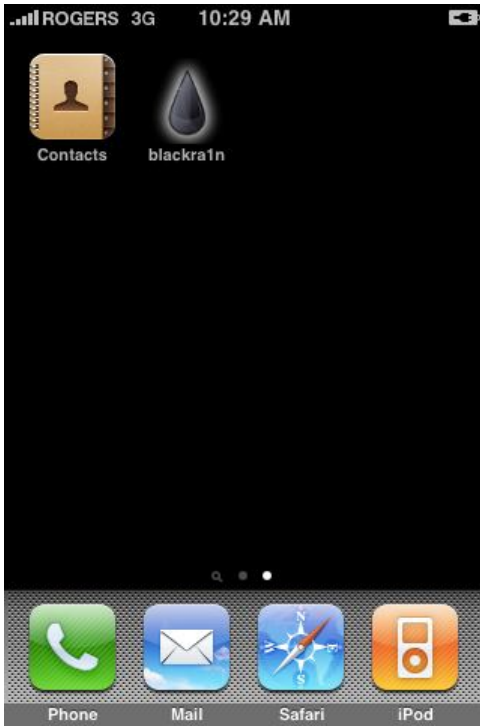 ROGERS 3G 10:29 AM
Contacts blackra1n
N
S
Phone Mail Safari iPod